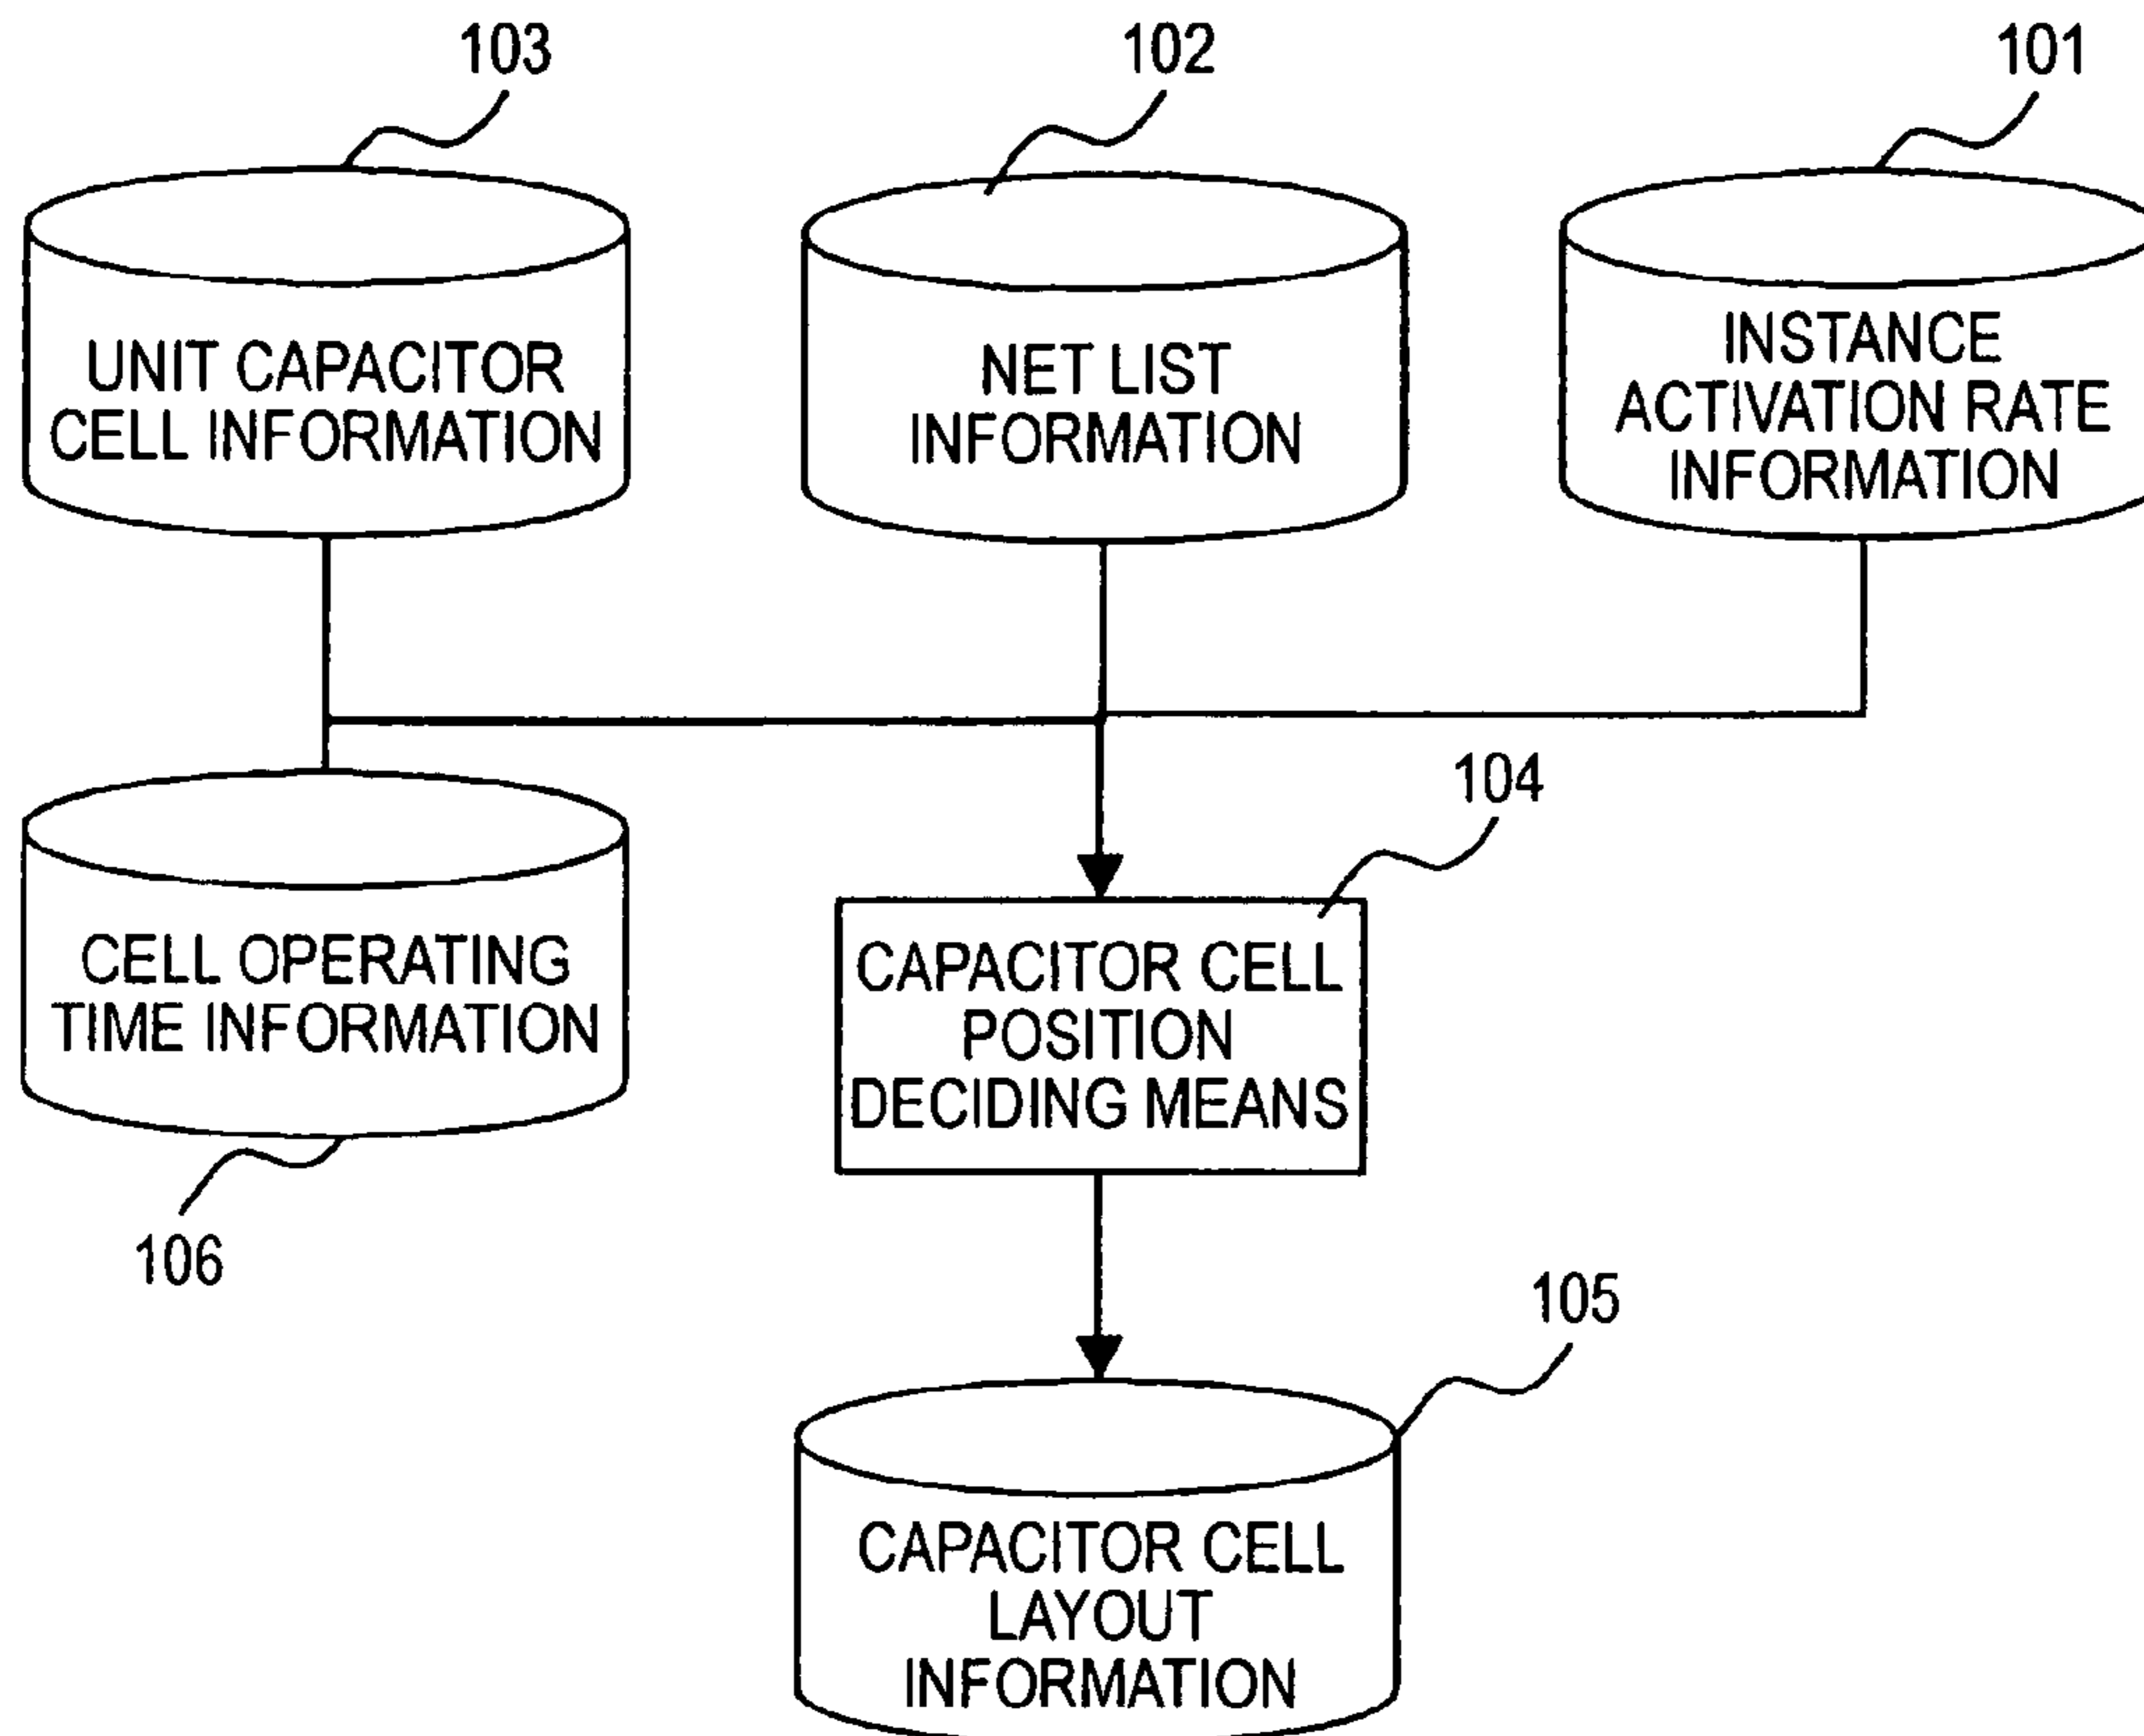 103
102
101
UNIT CAPACITOR
CELL INFORMATION
NET LIST
INFORMATION
INSTANCE
ACTIVATION RATE
INFORMATION
104
CELL OPERATING
TIME INFORMATION
CAPACITOR CELL
POSITION
DECIDING MEANS
106
105
CAPACITOR CELL
LAYOUT
INFORMATION